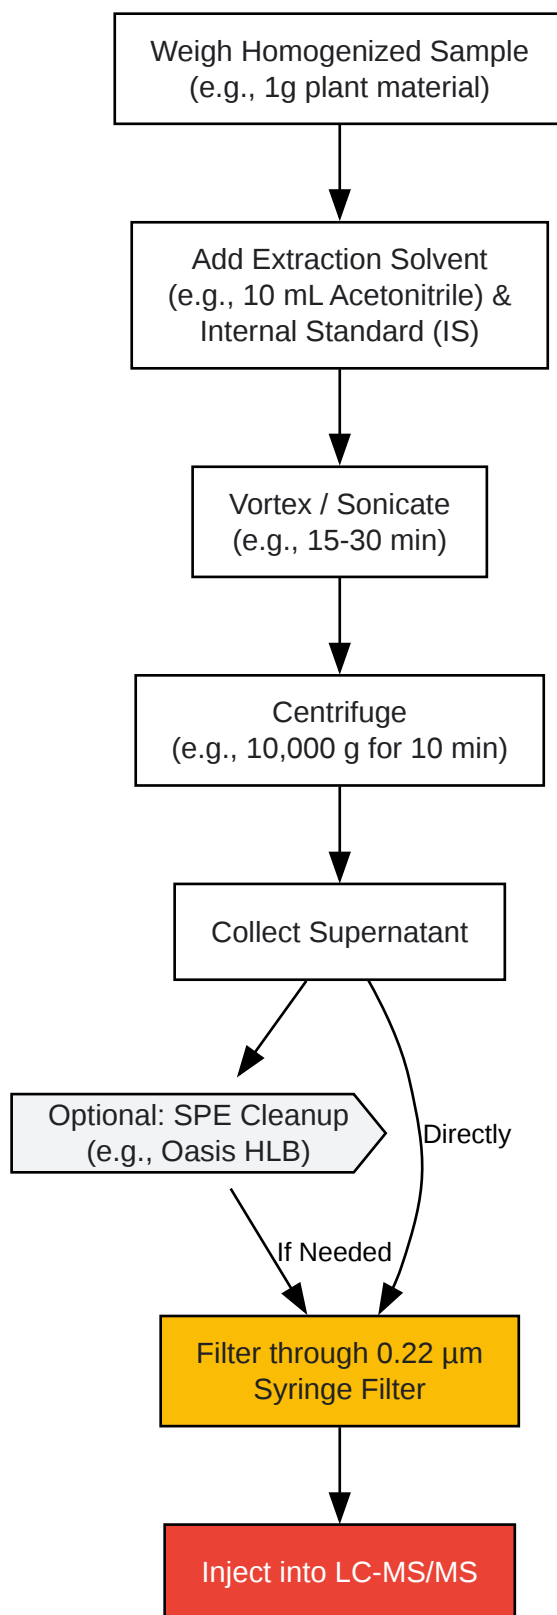 Weigh Homogenized Sample
(e.g., 1g plant material)
Add Extraction Solvent
(e.g., 10 mL Acetonitrile) &
Internal Standard (IS)
Vortex / Sonicate
(e.g., 15-30 min)
Centrifuge
(e.g., 10,000 g for 10 min)
Collect Supernatant
Optional: SPE Cleanup
(e.g., Oasis HLB)
Directly
If Needed
Filter through 0.22 µm
Syringe Filter
Inject into LC-MS/MS